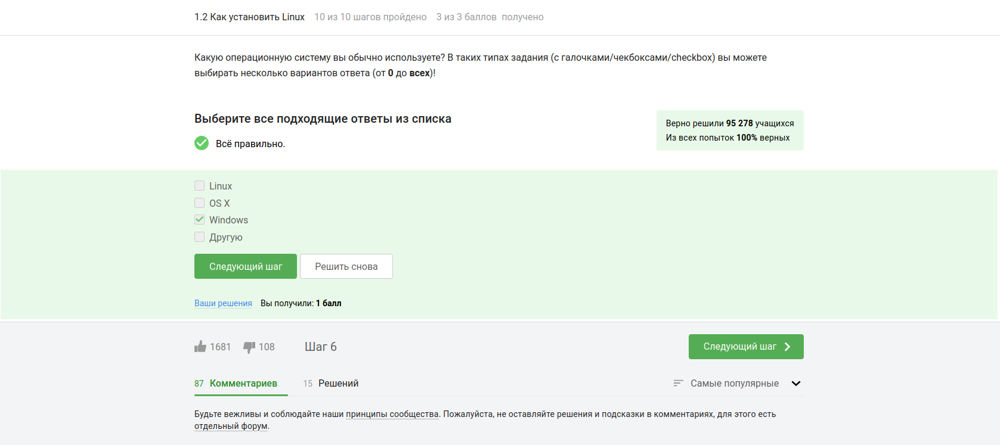 1.2 Как установить Linux 10 из 10 шагов пройдено 3 из 3 баллов получено
Какую операционную систему вы обычно используете? В таких типах задания (с галочками/чекбоксами/checkbox) вы можете
выбирать несколько вариантов ответа (от 0 до всех)!
Выберите все подходящие ответы из списка
Всё правильно.
Верно решили 95 278 учащихся
Из всех попыток 100% верных
Linux
OS X
Windows
Другую
Следующий шаг Решить снова
Ваши решения Вы получили: 1 балл
1681 108 Шаг 6 Следующий шаг
87 Комментариев 15 Решений Самые популярные
Будьте вежливы и соблюдайте наши принципы сообщества. Пожалуйста, не оставляйте решения и подсказки в комментариях, для этого есть
отдельный форум.